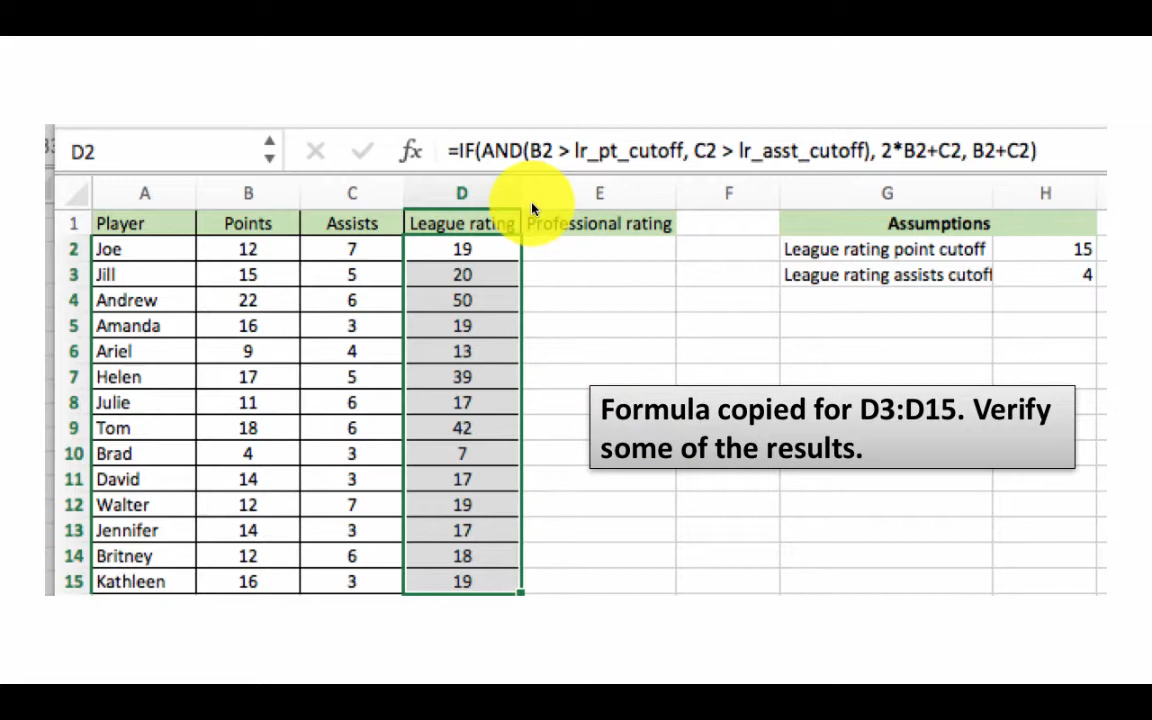 D2 fx =IF(AND(B2 > lr_pt_cutoff, C2 > lr_asst_cutoff), 2*B2+C2, B2+C2)
A B C D E F G H
1 Player Points Assists League rating Professional rating Assumptions
2 Joe 12 7 19 League rating point cutoff 15
3 Jill 15 5 20 League rating assists cutoff 4
4 Andrew 22 6 50
5 Amanda 16 3 19
6 Ariel 9 4 13
7 Helen 17 5 39
8 Julie 11 6 17
9 Tom 18 6 42
10 Brad 4 3 7
11 David 14 3 17
12 Walter 12 7 19
13 Jennifer 14 3 17
14 Britney 12 6 18
15 Kathleen 16 3 19
Formula copied for D3:D15. Verify
some of the results.